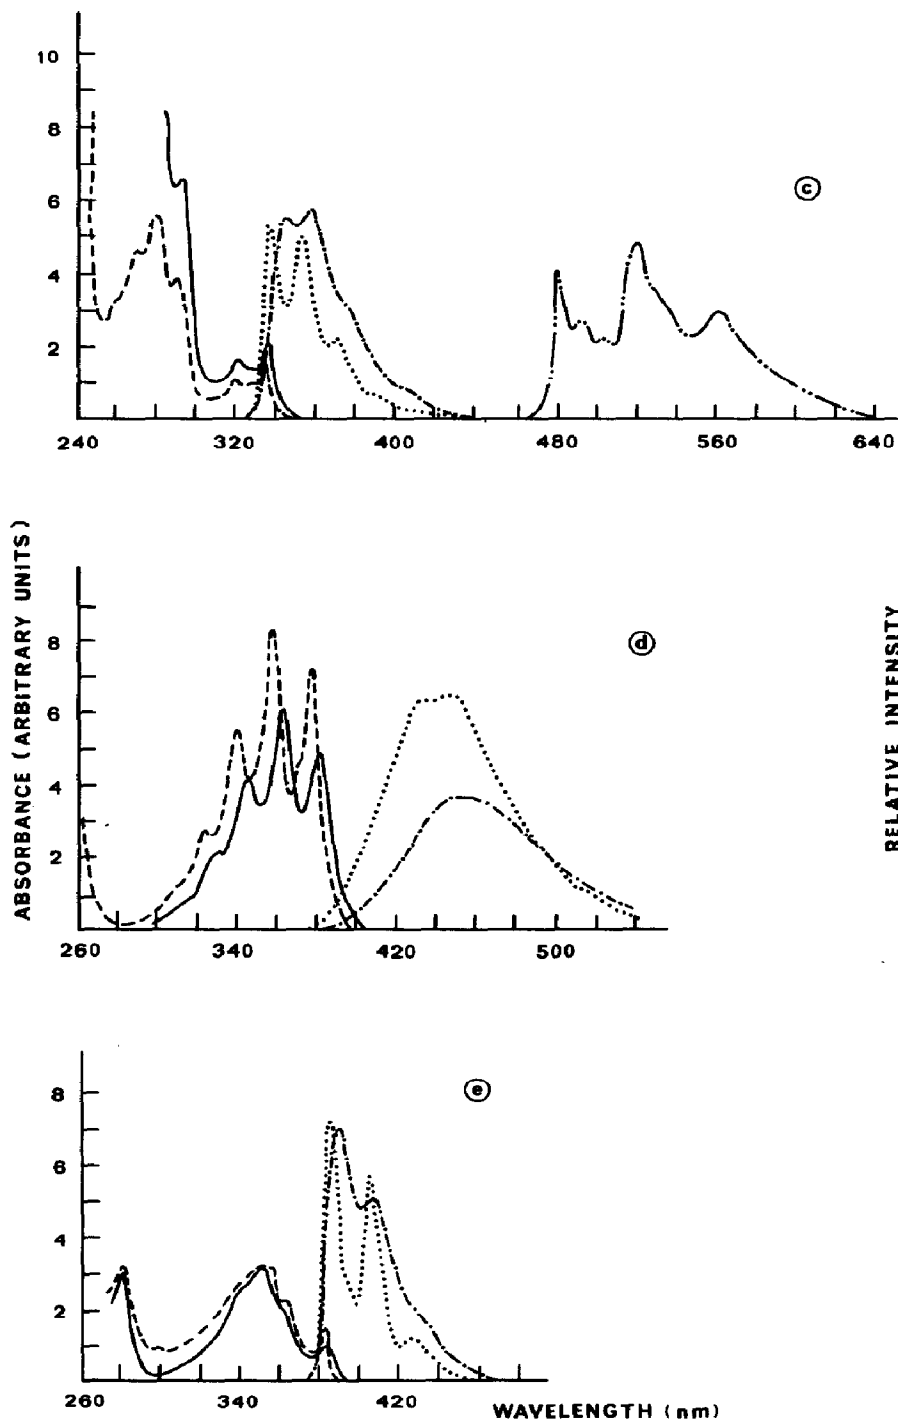 10
8
6
4
2
240 320 400 480 560 640
c
ABSORBANCE (ARBITRARY UNITS)
RELATIVE INTENSITY
8
6
4
2
260 340 420 500
d
8
6
4
2
260 340 420
e
WAVELENGTH (nm)